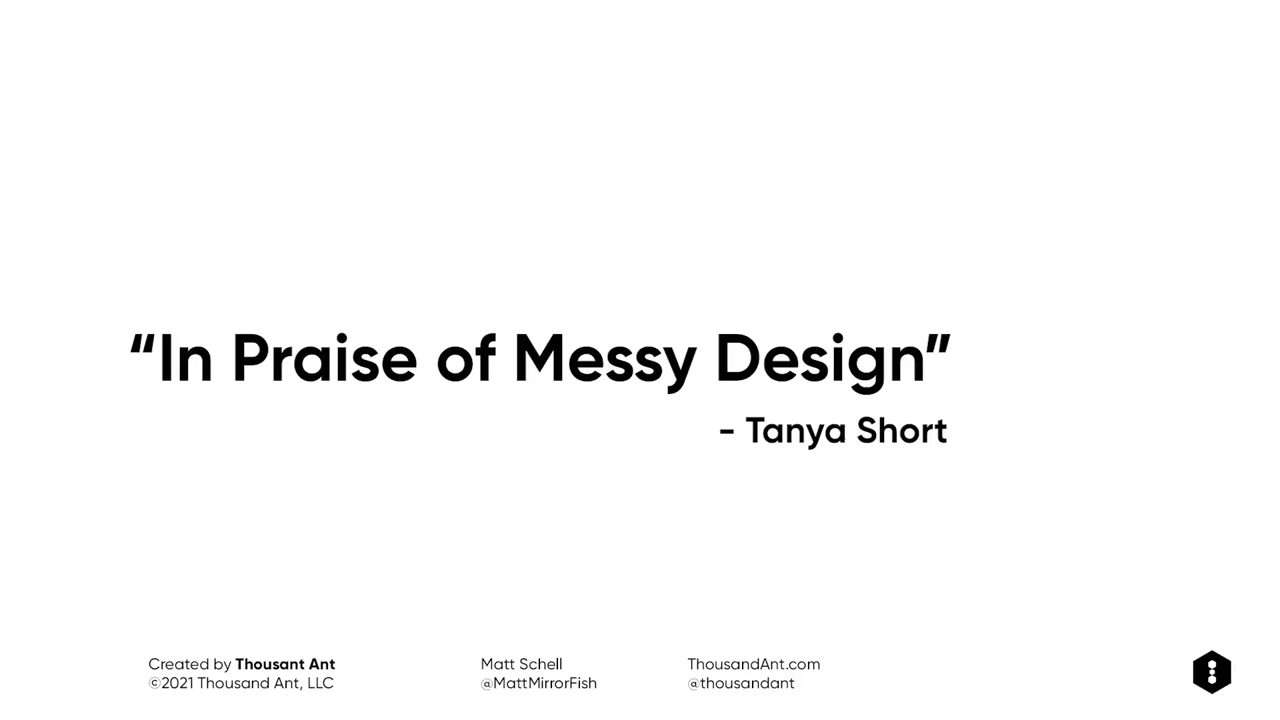 “In Praise of Messy Design”
- Tanya Short
Created by Thousant Ant
©2021 Thousand Ant, LLC
Matt Schell
@MattMirrorFish
ThousandAnt.com
@thousandant